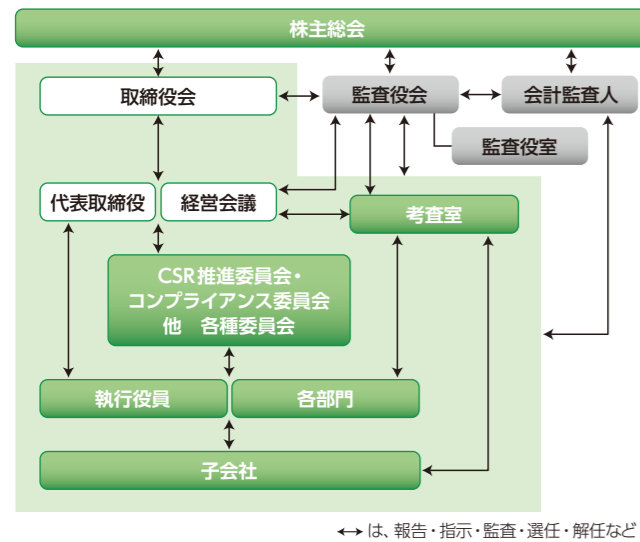 株主総会
取締役会
監査役会
会計監査人
監査役室
代表取締役
経営会議
考査室
CSR推進委員会・
コンプライアンス委員会
他　各種委員会
執行役員
各部門
子会社
↔は、報告・指示・監査・選任・解任など